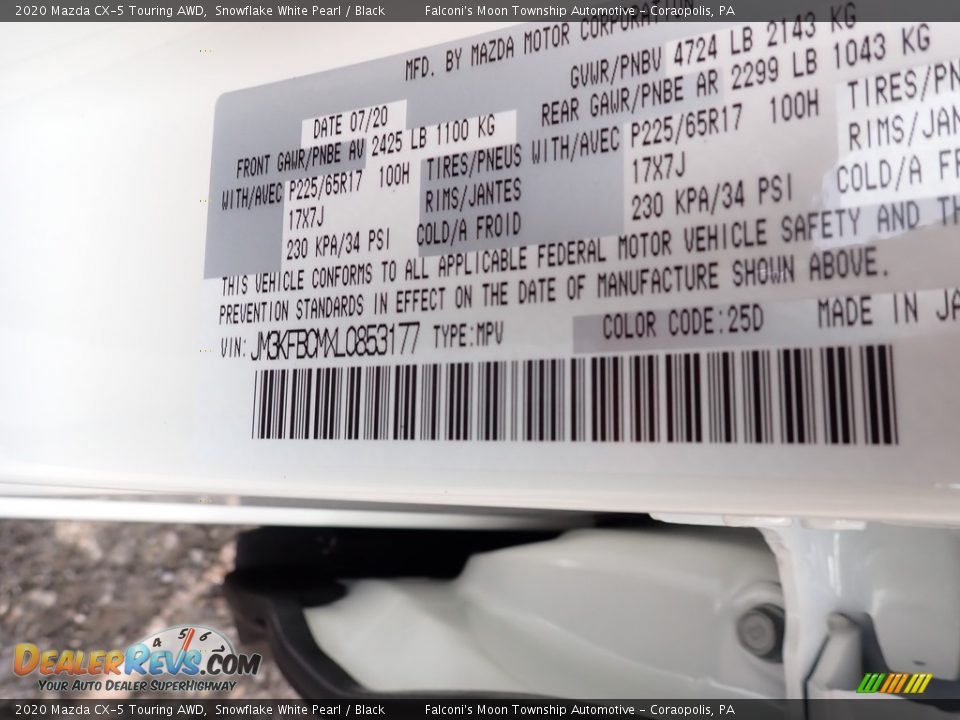 2020 Mazda CX-5 Touring AWD, Snowflake White Pearl / Black Falconi's Moon Township Automotive - Coraopolis, PA
MFD. BY MAZDA MOTOR CORPORATION
DATE 07/20 GVWR/PNBV 4724 LB 2143 KG
FRONT GAWR/PNBE AV 2425 LB 1100 KG REAR GAWR/PNBE AR 2299 LB 1043 KG
WITH/AVEC P225/65R17 100H TIRES/PNEUS WITH/AVEC P225/65R17 100H TIRES/PN
17X7J RIMS/JANTES 17X7J RIMS/JAN
230 KPA/34 PSI COLD/A FROID 230 KPA/34 PSI COLD/A FR
THIS VEHICLE CONFORMS TO ALL APPLICABLE FEDERAL MOTOR VEHICLE SAFETY AND TH
PREVENTION STANDARDS IN EFFECT ON THE DATE OF MANUFACTURE SHOWN ABOVE.
VIN: JM3KFBCMXL0853177 TYPE:MPV COLOR CODE:25D MADE IN JA
4 5 6
DealerRevs.com
Your Auto Dealer SuperHighway
2020 Mazda CX-5 Touring AWD, Snowflake White Pearl / Black Falconi's Moon Township Automotive - Coraopolis, PA